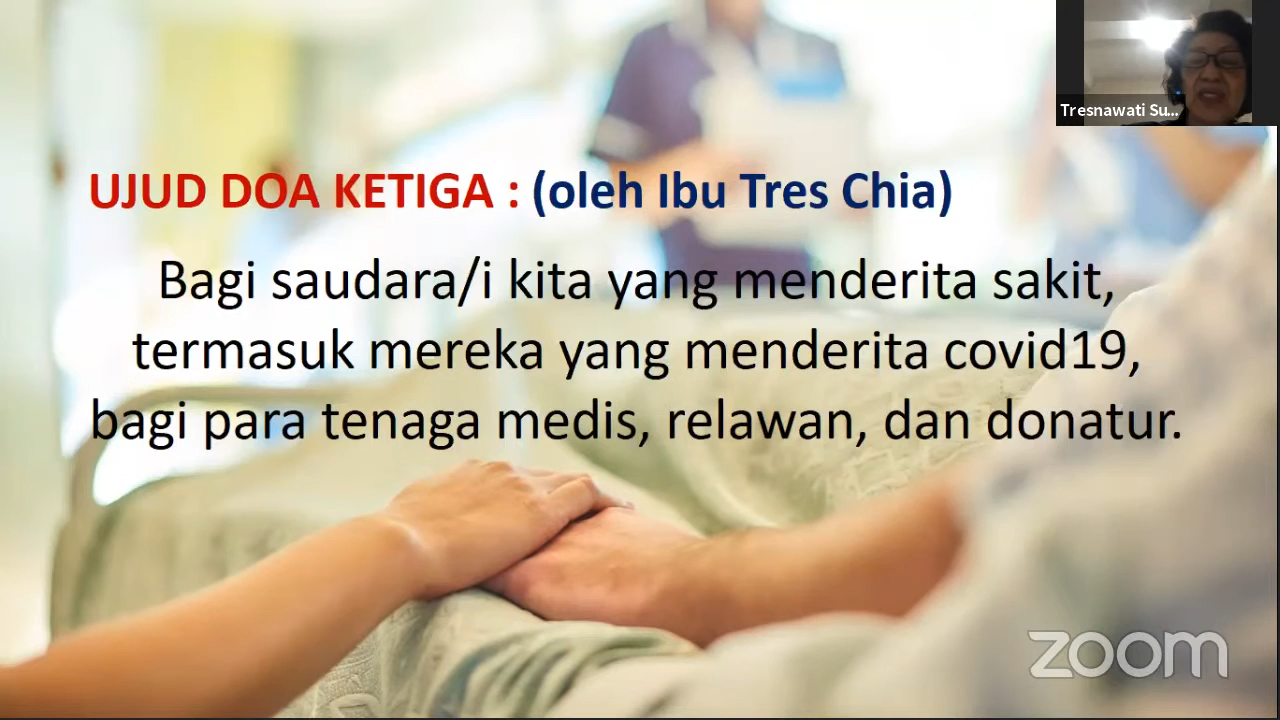 Tresnawati Su...
UJUD DOA KETIGA : (oleh Ibu Tres Chia)
Bagi saudara/i kita yang menderita sakit,
termasuk mereka yang menderita covid19,
bagi para tenaga medis, relawan, dan donatur.
zoom